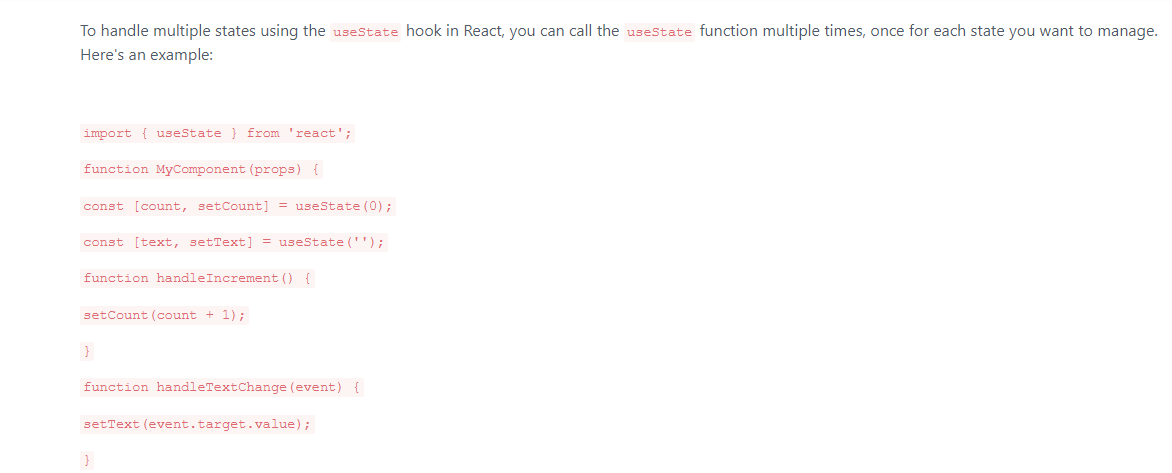 To handle multiple states using the useState hook in React, you can call the useState function multiple times, once for each state you want to manage.
Here's an example:
import { useState } from 'react';
function MyComponent(props) {
const [count, setCount] = useState(0);
const [text, setText] = useState('');
function handleIncrement() {
setCount(count + 1);
}
function handleTextChange(event) {
setText(event.target.value);
}